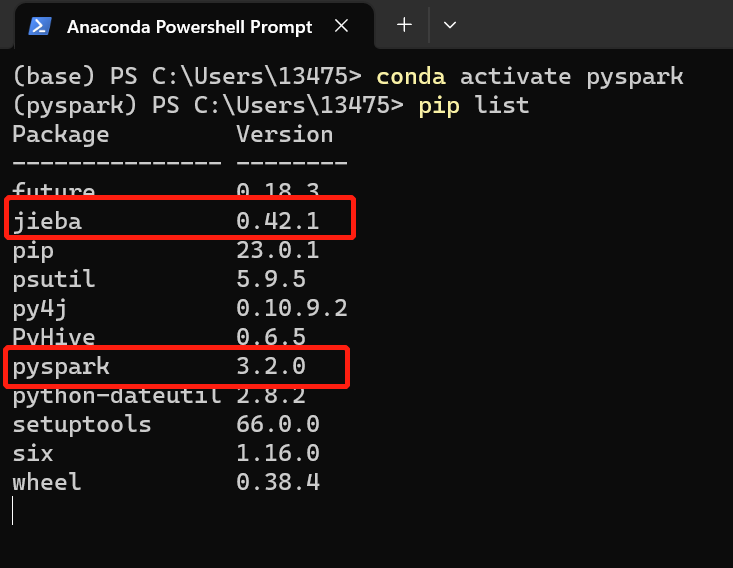 Anaconda Powershell Prompt
(base) PS C:\Users\13475> conda activate pyspark
(pyspark) PS C:\Users\13475> pip list
Package         Version
--------------- --------
future          0.18.3
jieba           0.42.1
pip             23.0.1
psutil          5.9.5
py4j            0.10.9.2
PyHive          0.6.5
pyspark         3.2.0
python-dateutil 2.8.2
setuptools      66.0.0
six             1.16.0
wheel           0.38.4